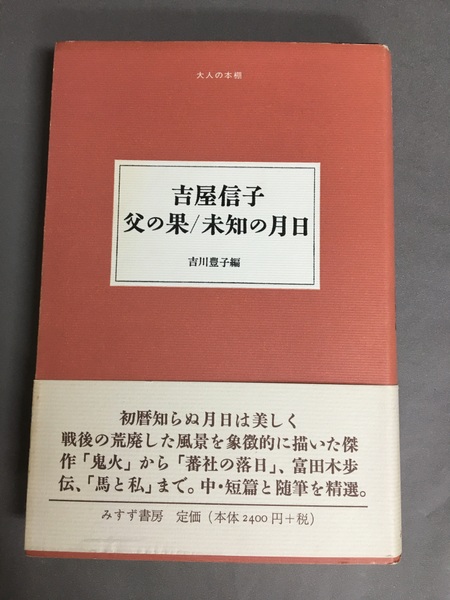 大人の本棚
吉屋信子
父の果/未知の月日
吉川豊子編
初暦知らぬ月日は美しく
戦後の荒廃した風景を象徴的に描いた傑
作「鬼火」から「蕃社の落日」、富田木歩
伝、「馬と私」まで。中・短篇と随筆を精選。
みすず書房 定価（本体2400円＋税）